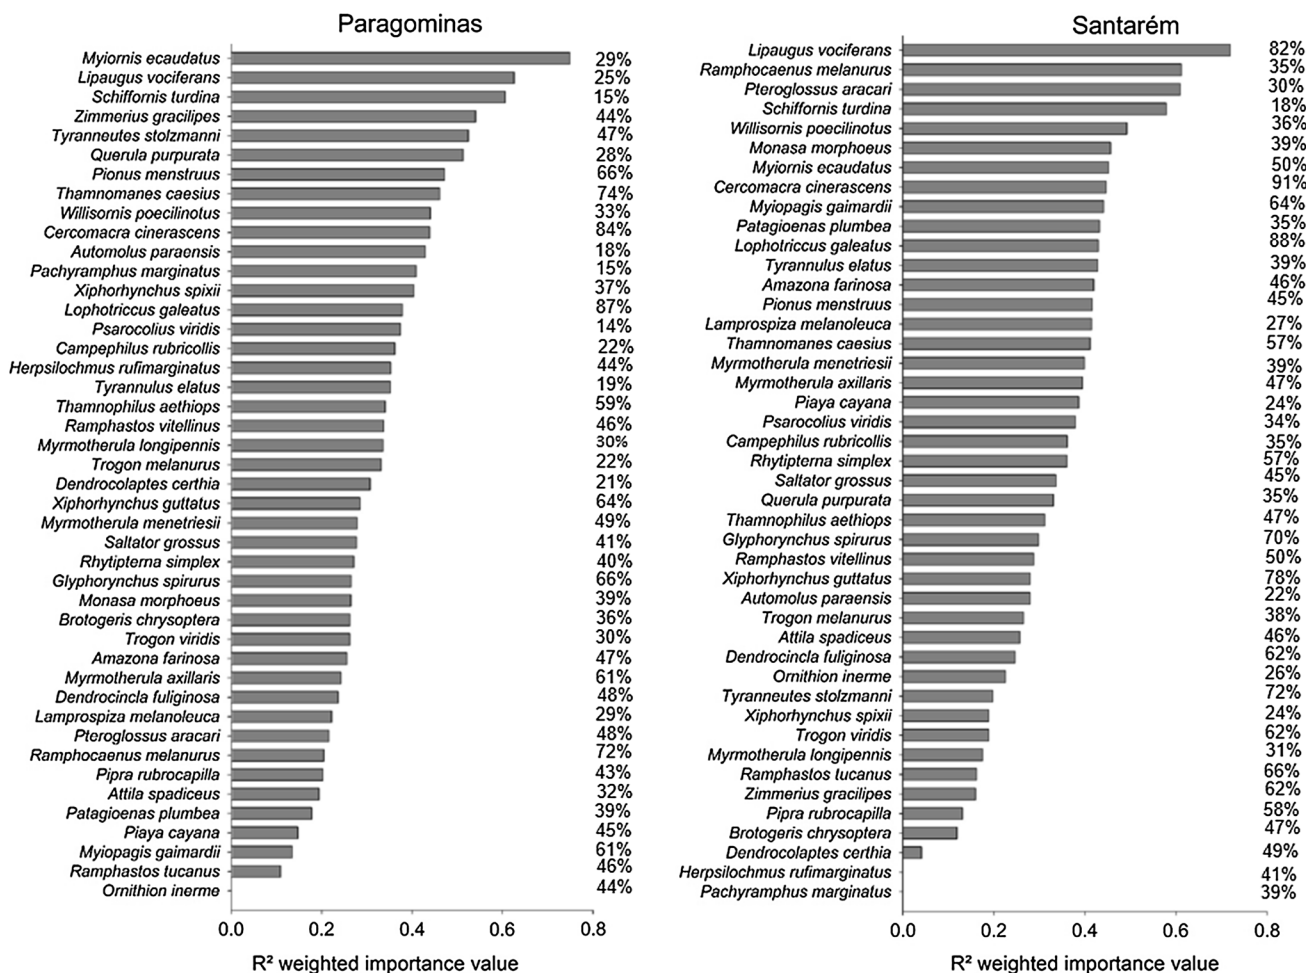 Paragominas
Myiornis ecaudatus 29%
Lipaugus vociferans 25%
Schiffornis turdina 15%
Zimmerius gracilipes 44%
Tyranneutes stolzmanni 47%
Querula purpurata 28%
Pionus menstruus 66%
Thamnomanes caesius 74%
Willisornis poecilinotus 33%
Cercomacra cinerascens 84%
Automolus paraensis 18%
Pachyramphus marginatus 15%
Xiphorhynchus spixii 37%
Lophotriccus galeatus 87%
Psarocolius viridis 14%
Campephilus rubricollis 22%
Herpsilochmus rufimarginatus 44%
Tyrannulus elatus 19%
Thamnophilus aethiops 59%
Ramphastos vitellinus 46%
Myrmotherula longipennis 30%
Trogon melanurus 22%
Dendrocolaptes certhia 21%
Xiphorhynchus guttatus 64%
Myrmotherula menetriesii 49%
Saltator grossus 41%
Rhytipterna simplex 40%
Glyphorynchus spirurus 66%
Monasa morphoeus 39%
Brotogeris chrysoptera 36%
Trogon viridis 30%
Amazona farinosa 47%
Myrmotherula axillaris 61%
Dendrocincla fuliginosa 48%
Lamprospiza melanoleuca 29%
Pteroglossus aracari 48%
Ramphocaenus melanurus 72%
Pipra rubrocapilla 43%
Attila spadiceus 32%
Patagioenas plumbea 39%
Piaya cayana 45%
Myiopagis gaimardii 61%
Ramphastos tucanus 46%
Ornithion inerme 44%
0.0 0.2 0.4 0.6 0.8
R² weighted importance value
Santarém
Lipaugus vociferans 82%
Ramphocaenus melanurus 35%
Pteroglossus aracari 30%
Schiffornis turdina 18%
Willisornis poecilinotus 36%
Monasa morphoeus 39%
Myiornis ecaudatus 50%
Cercomacra cinerascens 91%
Myiopagis gaimardii 64%
Patagioenas plumbea 35%
Lophotriccus galeatus 88%
Tyrannulus elatus 39%
Amazona farinosa 46%
Pionus menstruus 45%
Lamprospiza melanoleuca 27%
Thamnomanes caesius 57%
Myrmotherula menetriesii 39%
Myrmotherula axillaris 47%
Piaya cayana 24%
Psarocolius viridis 34%
Campephilus rubricollis 35%
Rhytipterna simplex 57%
Saltator grossus 45%
Querula purpurata 35%
Thamnophilus aethiops 47%
Glyphorynchus spirurus 70%
Ramphastos vitellinus 50%
Xiphorhynchus guttatus 78%
Automolus paraensis 22%
Trogon melanurus 38%
Attila spadiceus 46%
Dendrocincla fuliginosa 62%
Ornithion inerme 26%
Tyranneutes stolzmanni 72%
Xiphorhynchus spixii 24%
Trogon viridis 62%
Myrmotherula longipennis 31%
Ramphastos tucanus 66%
Zimmerius gracilipes 62%
Pipra rubrocapilla 58%
Brotogeris chrysoptera 47%
Dendrocolaptes certhia 49%
Herpsilochmus rufimarginatus 41%
Pachyramphus marginatus 39%
0.0 0.2 0.4 0.6 0.8
R² weighted importance value